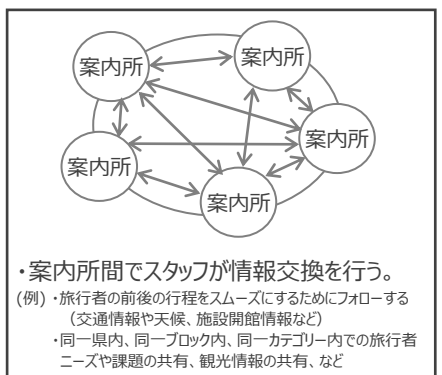 案内所
案内所
案内所
案内所
案内所
・案内所間でスタッフが情報交換を行う。
(例) ・旅行者の前後の行程をスムーズにするためにフォローする
（交通情報や天候、施設開館情報など）
・同一県内、同一ブロック内、同一カテゴリー内での旅行者
ニーズや課題の共有、観光情報の共有、など